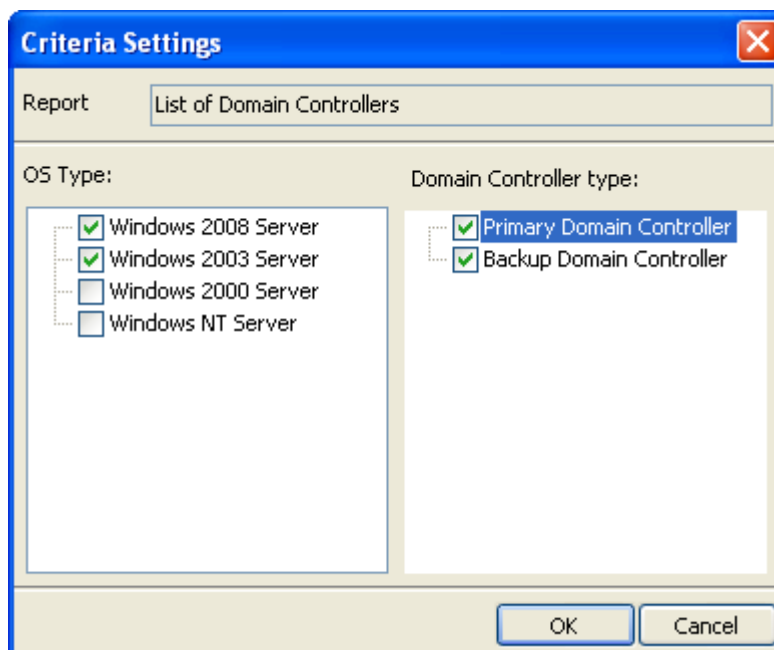 Criteria Settings
Report List of Domain Controllers
OS Type:
Windows 2008 Server
Windows 2003 Server
Windows 2000 Server
Windows NT Server
Domain Controller type:
Primary Domain Controller
Backup Domain Controller
OK Cancel